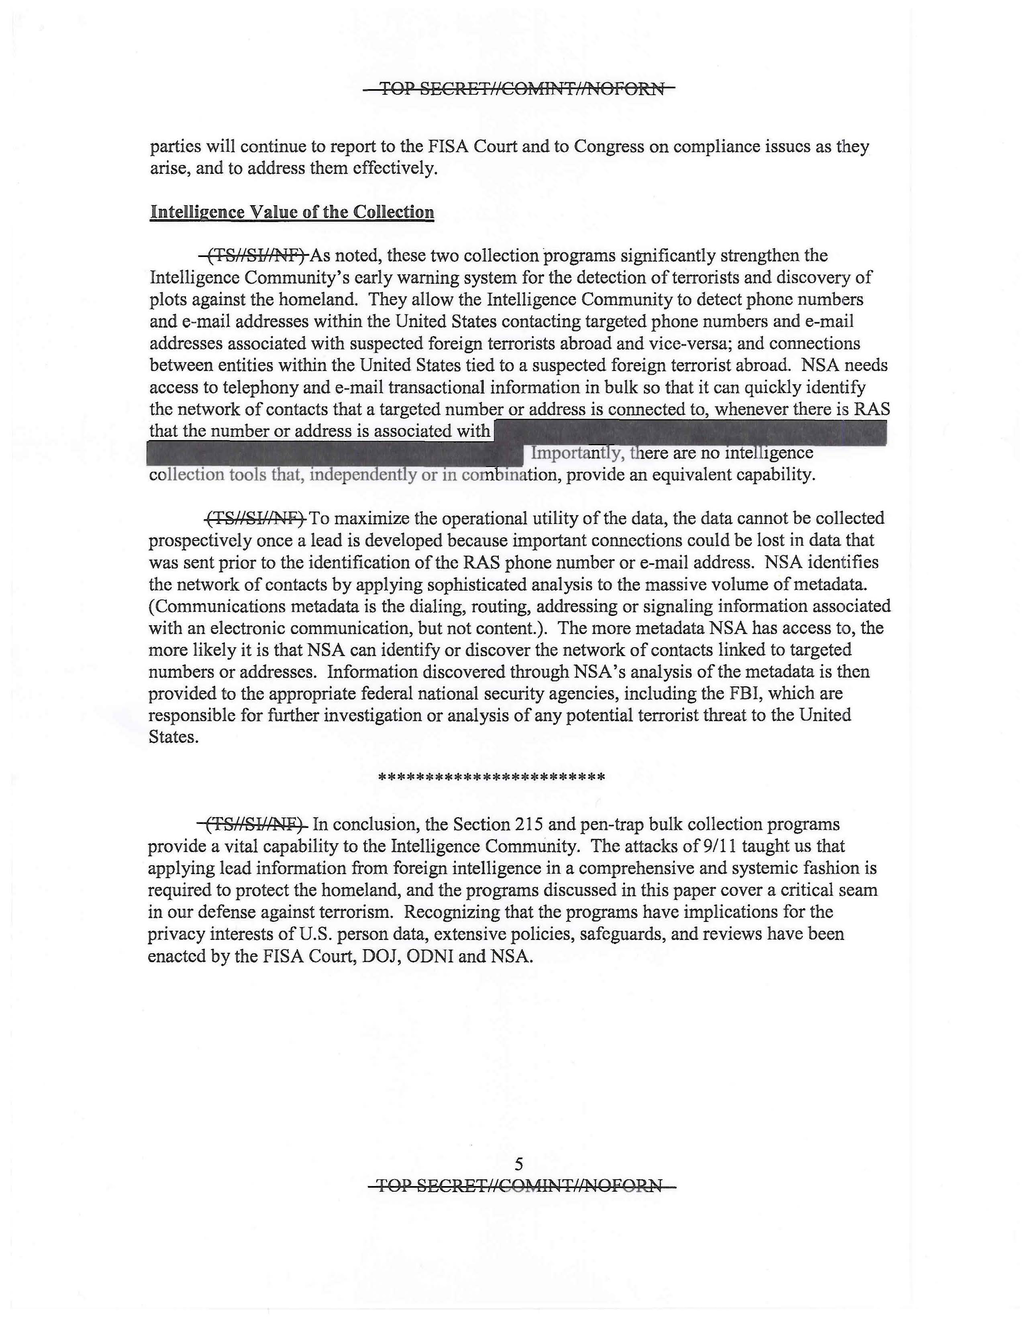 TOP SECRET//COMINT//NOFORN
parties will continue to report to the FISA Court and to Congress on compliance issues as they
arise, and to address them effectively.
Intelligence Value of the Collection
(TS//SI//NF) As noted, these two collection programs significantly strengthen the
Intelligence Community's early warning system for the detection of terrorists and discovery of
plots against the homeland. They allow the Intelligence Community to detect phone numbers
and e-mail addresses within the United States contacting targeted phone numbers and e-mail
addresses associated with suspected foreign terrorists abroad and vice-versa; and connections
between entities within the United States tied to a suspected foreign terrorist abroad. NSA needs
access to telephony and e-mail transactional information in bulk so that it can quickly identify
the network of contacts that a targeted number or address is connected to, whenever there is RAS
that the number or address is associated with
Importantly, there are no intelligence
collection tools that, independently or in combination, provide an equivalent capability.
(TS//SI//NF) To maximize the operational utility of the data, the data cannot be collected
prospectively once a lead is developed because important connections could be lost in data that
was sent prior to the identification of the RAS phone number or e-mail address. NSA identifies
the network of contacts by applying sophisticated analysis to the massive volume of metadata.
(Communications metadata is the dialing, routing, addressing or signaling information associated
with an electronic communication, but not content.). The more metadata NSA has access to, the
more likely it is that NSA can identify or discover the network of contacts linked to targeted
numbers or addresses. Information discovered through NSA's analysis of the metadata is then
provided to the appropriate federal national security agencies, including the FBI, which are
responsible for further investigation or analysis of any potential terrorist threat to the United
States.
************************
(TS//SI//NF) In conclusion, the Section 215 and pen-trap bulk collection programs
provide a vital capability to the Intelligence Community. The attacks of 9/11 taught us that
applying lead information from foreign intelligence in a comprehensive and systemic fashion is
required to protect the homeland, and the programs discussed in this paper cover a critical seam
in our defense against terrorism. Recognizing that the programs have implications for the
privacy interests of U.S. person data, extensive policies, safeguards, and reviews have been
enacted by the FISA Court, DOJ, ODNI and NSA.
5
TOP SECRET//COMINT//NOFORN